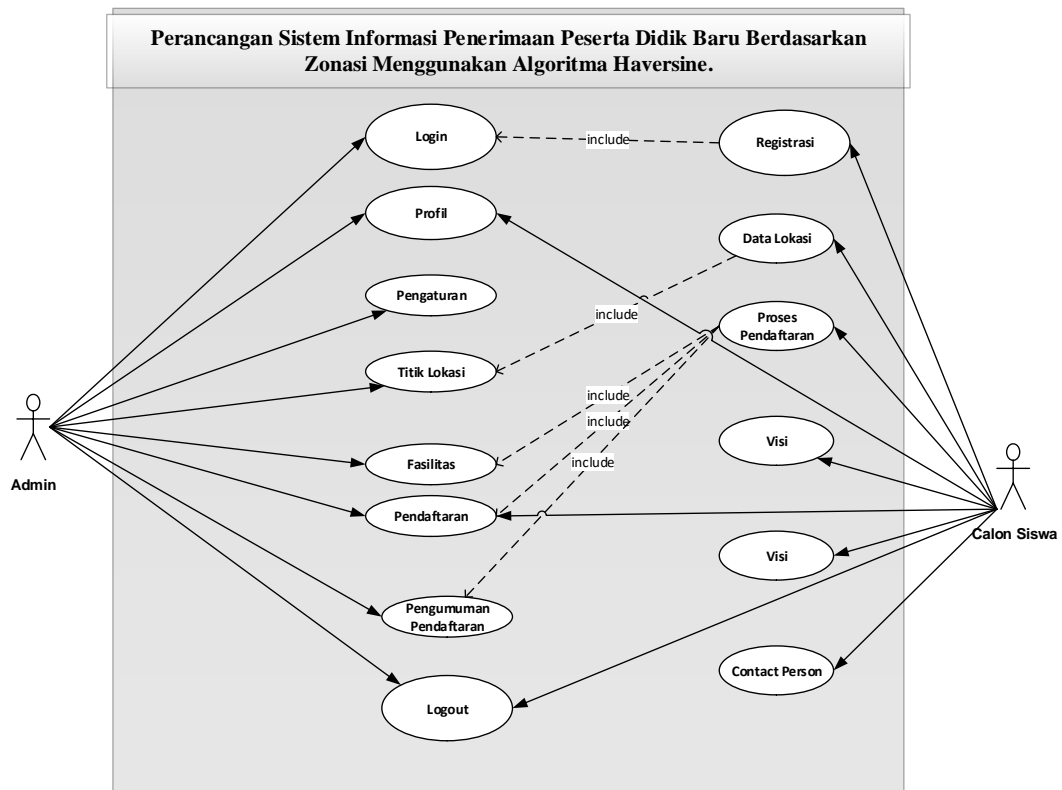 Perancangan Sistem Informasi Penerimaan Peserta Didik Baru Berdasarkan
Zonasi Menggunakan Algoritma Haversine.
Login
include
Registrasi
Profil
Data Lokasi
Pengaturan
include
Proses
Pendaftaran
Titik Lokasi
include
include
Visi
Fasilitas
include
Admin
Pendaftaran
Calon Siswa
Visi
Pengumuman
Pendaftaran
Contact Person
Logout